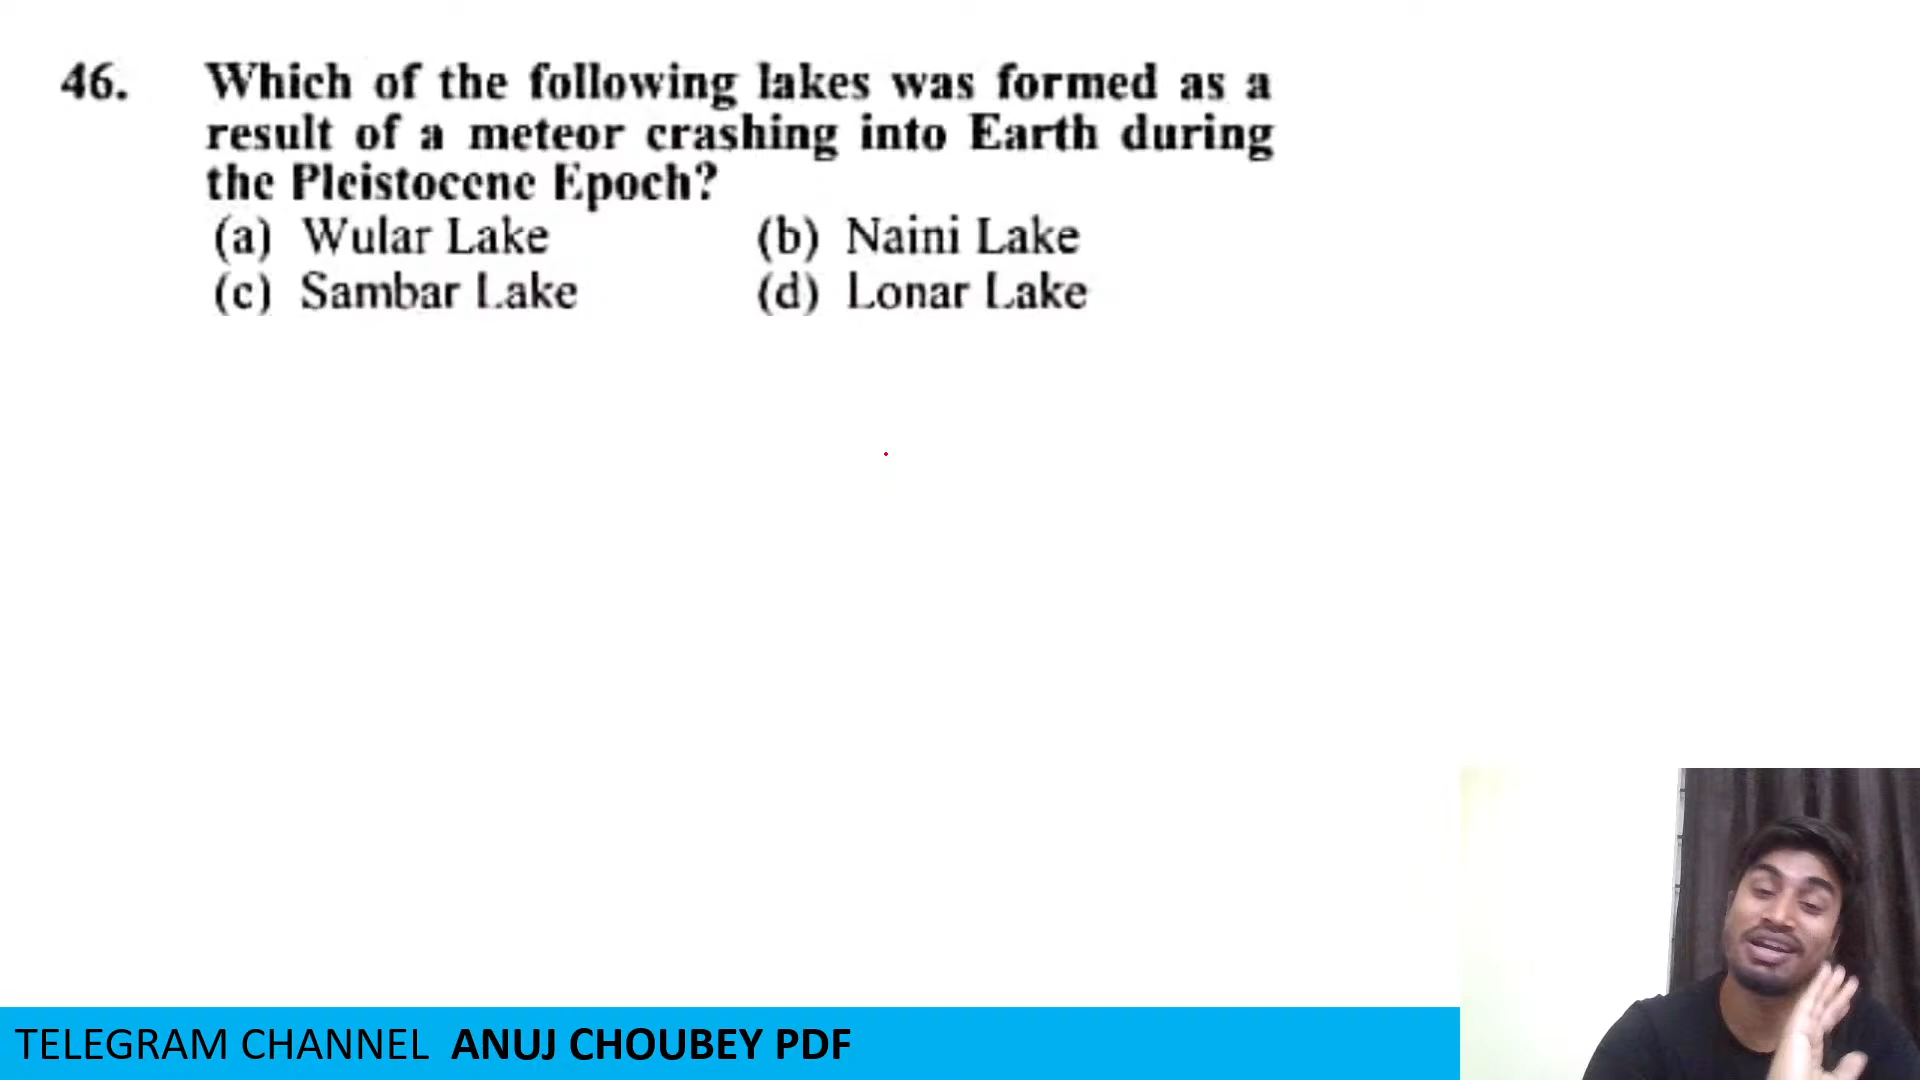 46. Which of the following lakes was formed as a
result of a meteor crashing into Earth during
the Pleistocene Epoch?
(a) Wular Lake (b) Naini Lake
(c) Sambar Lake (d) Lonar Lake
TELEGRAM CHANNEL ANUJ CHOUBEY PDF